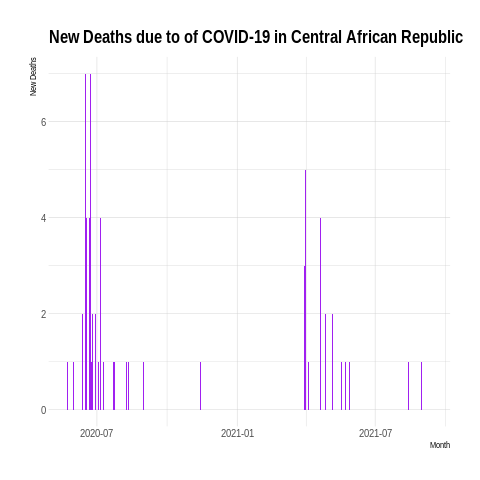 New Deaths due to of COVID-19 in Central African Republic
New Deaths
6
4
2
0
2020-07
2021-01
2021-07
Month